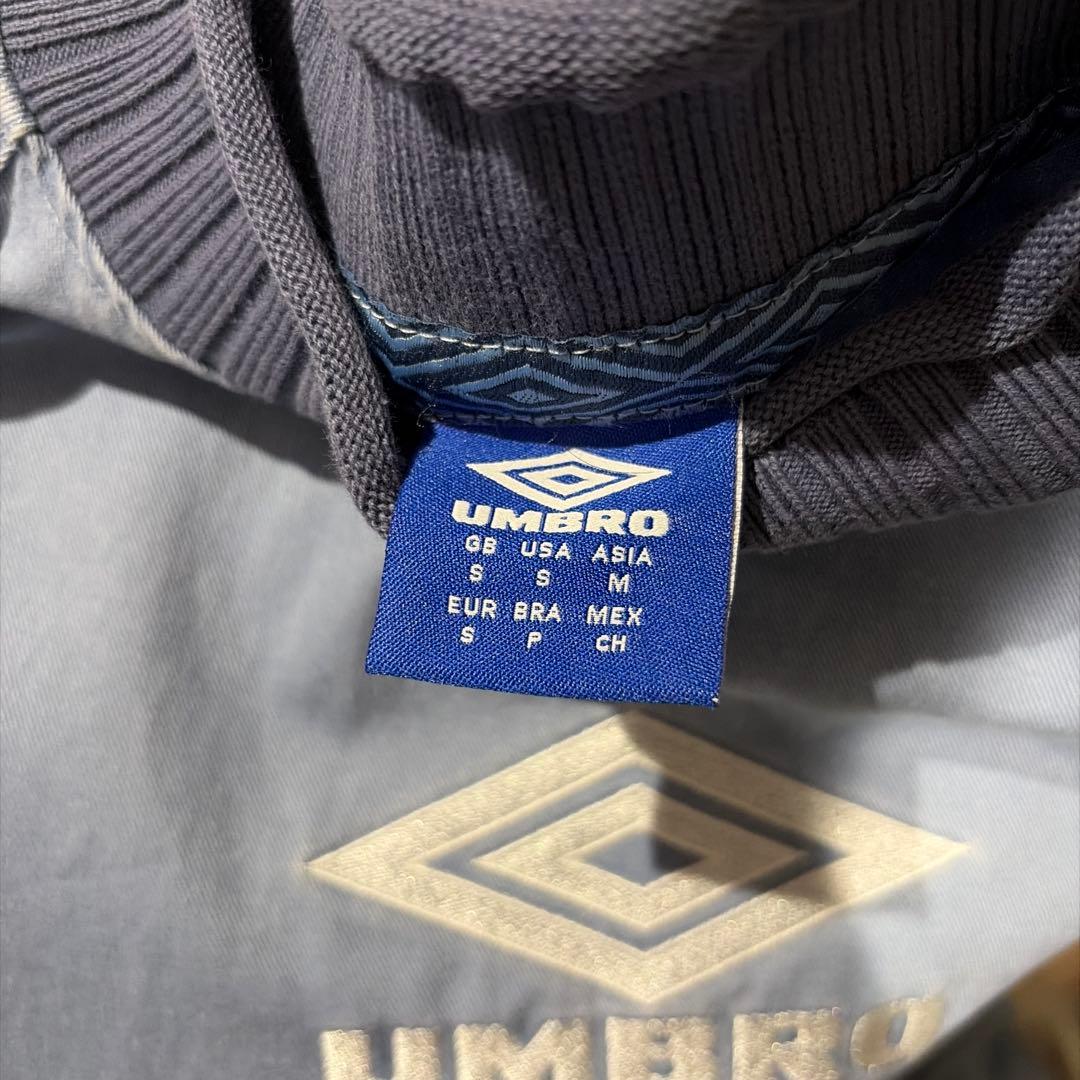 UMBRO
GB USA ASIA
S S M
EUR BRA MEX
S P CH
UMBRO